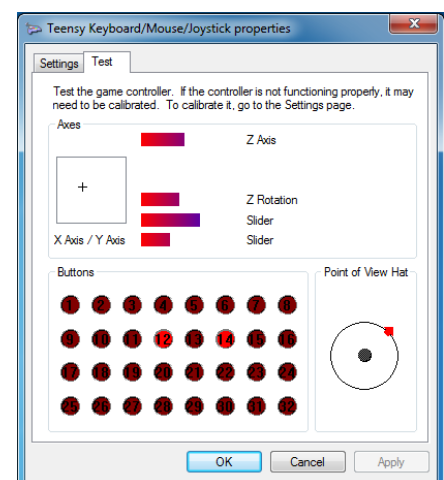 Teensy Keyboard/Mouse/Joystick properties
Settings Test
Test the game controller. If the controller is not functioning properly, it may
need to be calibrated. To calibrate it, go to the Settings page.
Axes
Z Axis
Z Rotation
Slider
X Axis / Y Axis
Slider
Buttons
1 2 3 4 5 6 7 8
9 10 11 12 13 14 15 16
17 18 19 20 21 22 23 24
25 26 27 28 29 30 31 32
Point of View Hat
OK Cancel Apply